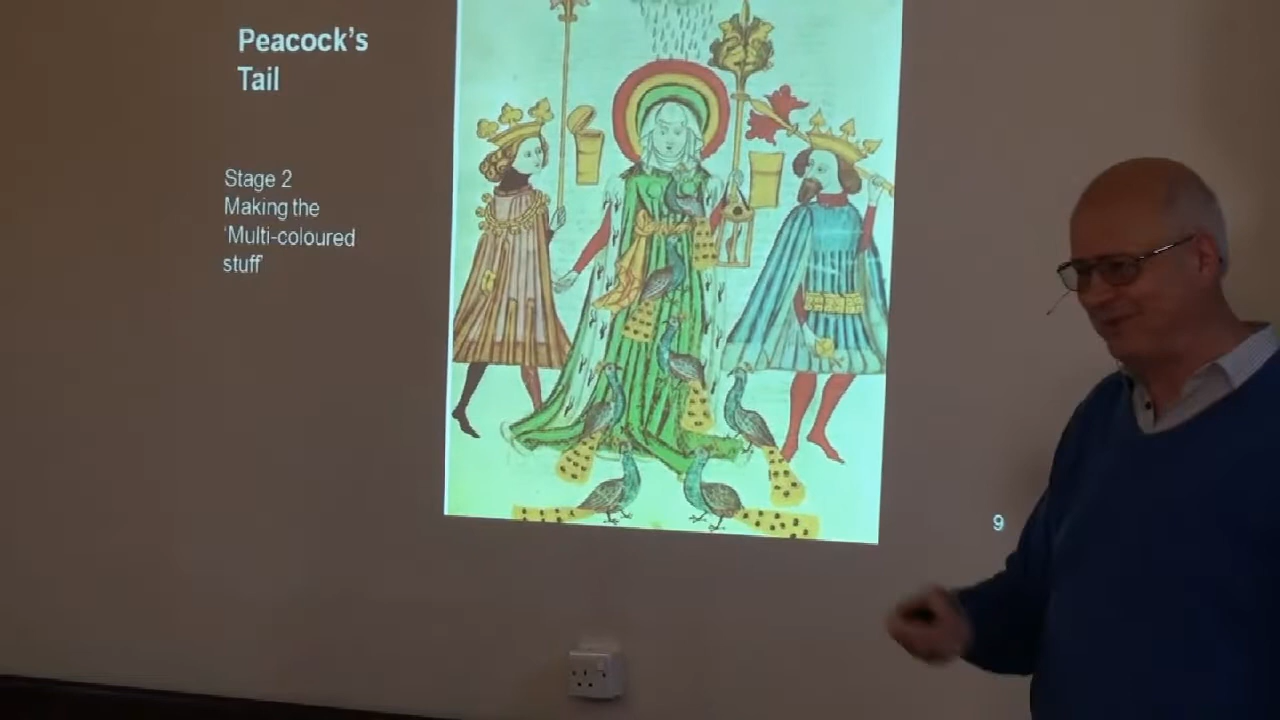 Peacock's
Tail
Stage 2
Making the
'Multi-coloured
stuff'
9